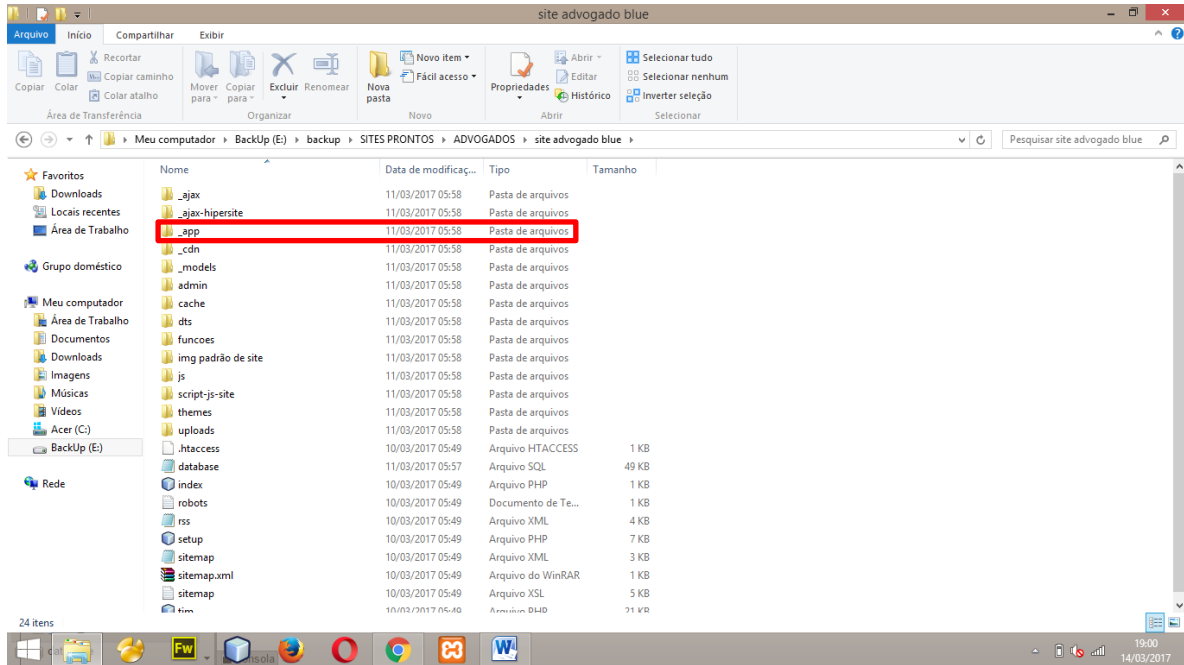 site advogado blue
Arquivo Início Compartilhar Exibir
Copiar Colar Recortar Copiar caminho Colar atalho
Mover para Copiar para Excluir Renomear
Nova pasta Novo item Fácil acesso
Propriedades Abrir Editar Histórico
Selecionar tudo Selecionar nenhum Inverter seleção
Área de Transferência Organizar Novo Abrir Selecionar
Meu computador BackUp (E:) backup SITES PRONTOS ADVOGADOS site advogado blue Pesquisar site advogado blue
Favoritos
Downloads
Locais recentes
Área de Trabalho
Grupo doméstico
Meu computador
Área de Trabalho
Documentos
Downloads
Imagens
Músicas
Vídeos
Acer (C:)
BackUp (E:)
Rede
Nome Data de modificaç... Tipo Tamanho
_ajax 11/03/2017 05:58 Pasta de arquivos
_ajax-hipersite 11/03/2017 05:58 Pasta de arquivos
_app 11/03/2017 05:58 Pasta de arquivos
_cdn 11/03/2017 05:58 Pasta de arquivos
_models 11/03/2017 05:58 Pasta de arquivos
admin 11/03/2017 05:58 Pasta de arquivos
cache 11/03/2017 05:58 Pasta de arquivos
dts 11/03/2017 05:58 Pasta de arquivos
funcoes 11/03/2017 05:58 Pasta de arquivos
img padrão de site 11/03/2017 05:58 Pasta de arquivos
js 11/03/2017 05:58 Pasta de arquivos
script-js-site 11/03/2017 05:58 Pasta de arquivos
themes 11/03/2017 05:58 Pasta de arquivos
uploads 11/03/2017 05:58 Pasta de arquivos
.htaccess 10/03/2017 05:49 Arquivo HTACCESS 1 KB
database 11/03/2017 05:57 Arquivo SQL 49 KB
index 10/03/2017 05:49 Arquivo PHP 1 KB
robots 10/03/2017 05:49 Documento de Te... 1 KB
rss 10/03/2017 05:49 Arquivo XML 4 KB
setup 10/03/2017 05:49 Arquivo PHP 7 KB
sitemap 10/03/2017 05:49 Arquivo XML 3 KB
sitemap.xml 10/03/2017 05:49 Arquivo do WinRAR 1 KB
sitemap 10/03/2017 05:49 Arquivo XSL 5 KB
tim 10/03/2017 05:49 Arquivo PHP 21 KB
24 itens
Fw
19:00
14/03/2017